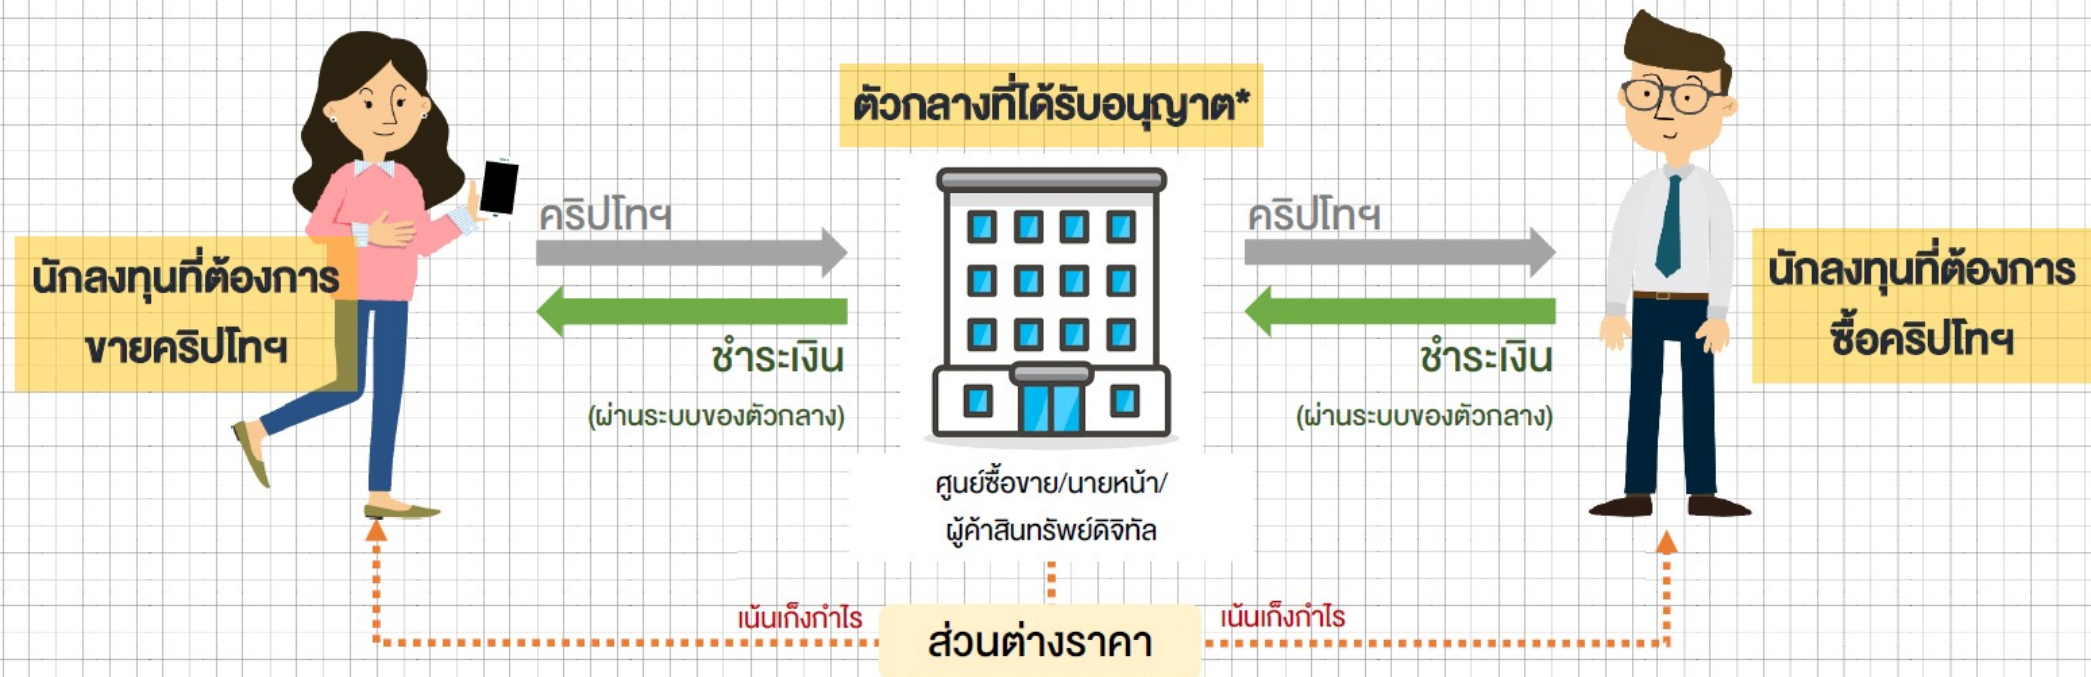 ตัวกลางที่ได้รับอนุญาต*
คริปโทฯ
คริปโทฯ
นักลงทุนที่ต้องการ
ขายคริปโทฯ
นักลงทุนที่ต้องการ
ซื้อคริปโทฯ
ชำระเงิน
(ผ่านระบบของตัวกลาง)
ชำระเงิน
(ผ่านระบบของตัวกลาง)
ศูนย์ซื้อขาย/นายหน้า/
ผู้ค้าสินทรัพย์ดิจิทัล
เน้นเก็งกำไร
ส่วนต่างราคา
เน้นเก็งกำไร